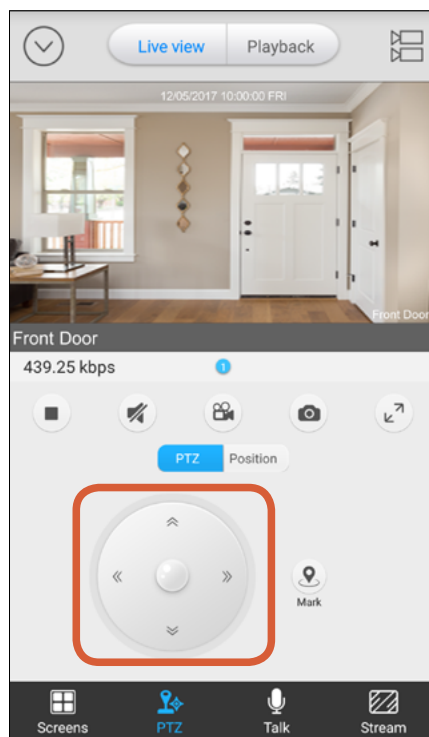 Live view Playback
12/05/2017 10:00:00 FRI
Front Door
Front Door
439.25 kbps 1
PTZ Position
Mark
Screens PTZ Talk Stream